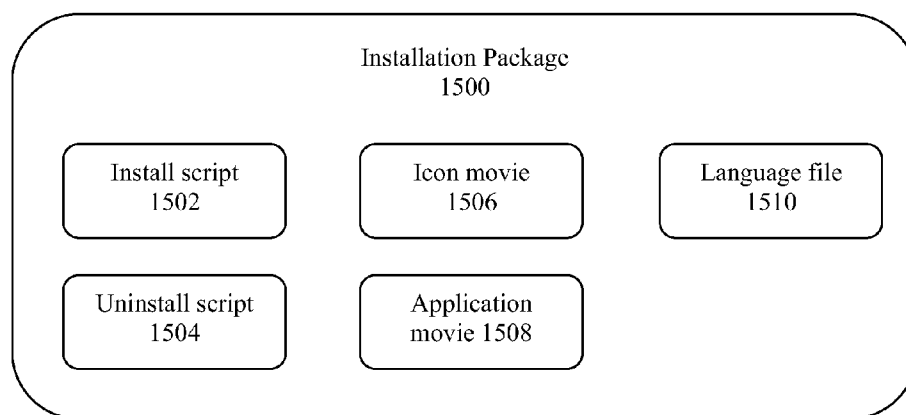 Installation Package
1500
Install script
1502
Icon movie
1506
Language file
1510
Uninstall script
1504
Application
movie 1508